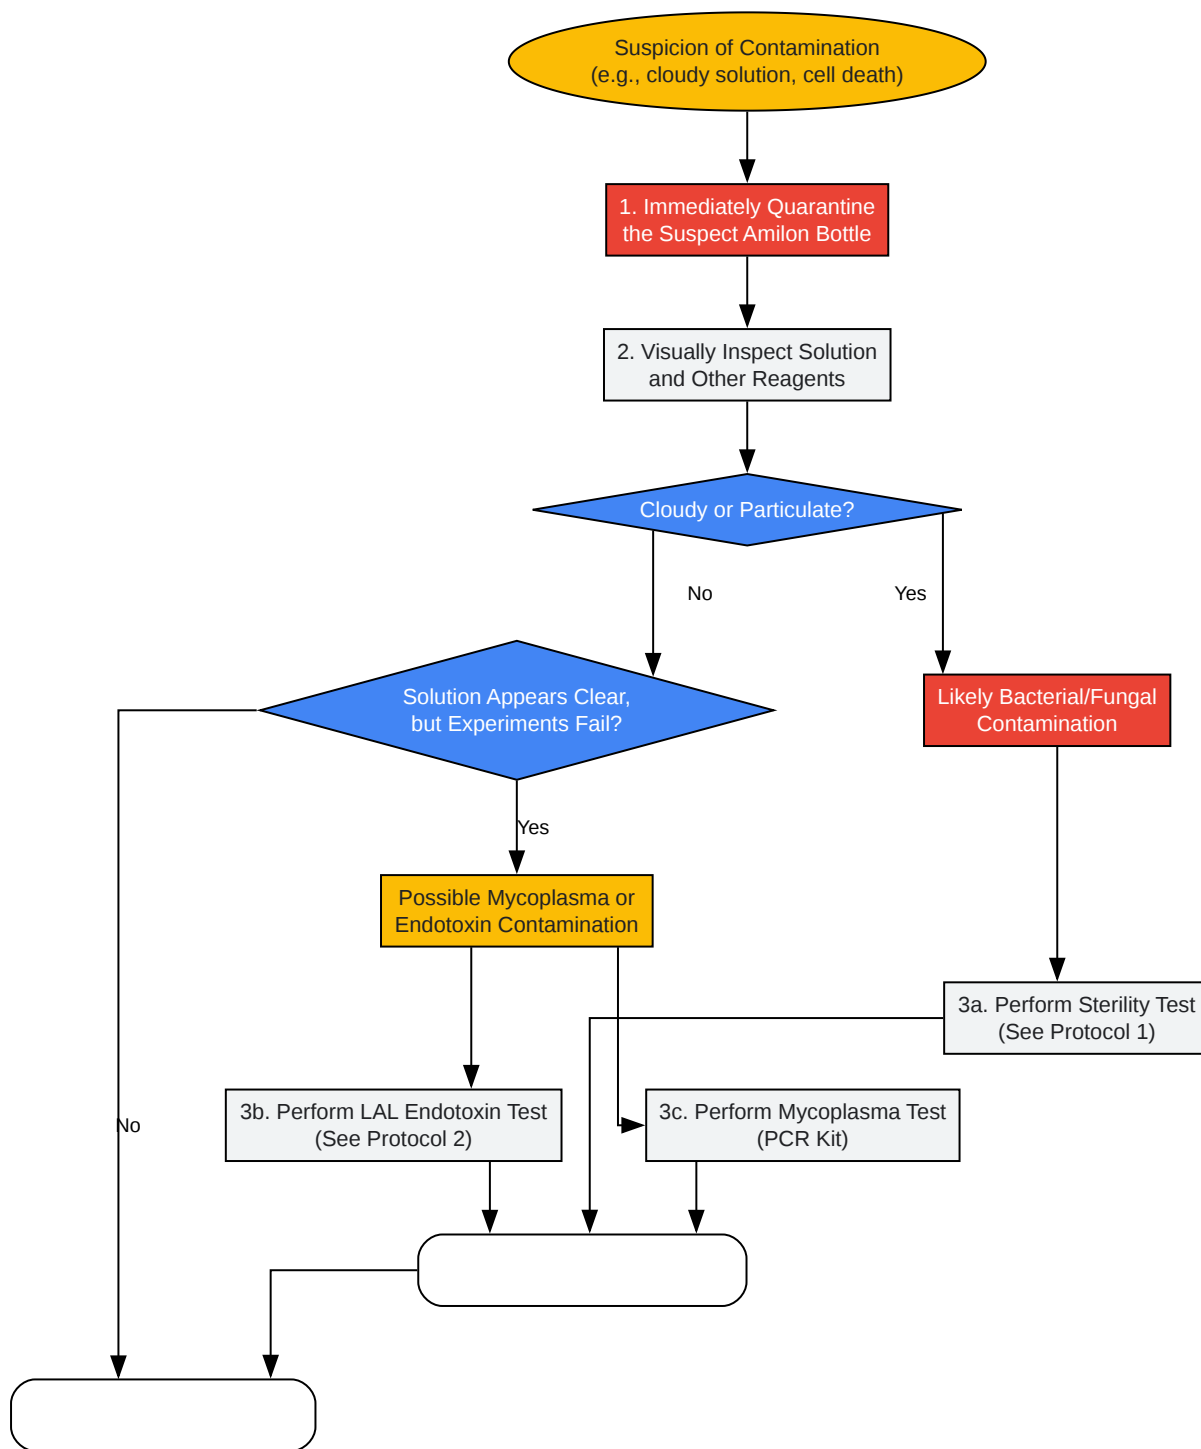 Suspicion of Contamination
(e.g., cloudy solution, cell death)
1. Immediately Quarantine
the Suspect Amilon Bottle
2. Visually Inspect Solution
and Other Reagents
Cloudy or Particulate?
No
Yes
Solution Appears Clear,
but Experiments Fail?
Likely Bacterial/Fungal
Contamination
Yes
Possible Mycoplasma or
Endotoxin Contamination
3a. Perform Sterility Test
(See Protocol 1)
3b. Perform LAL Endotoxin Test
(See Protocol 2)
3c. Perform Mycoplasma Test
(PCR Kit)
No